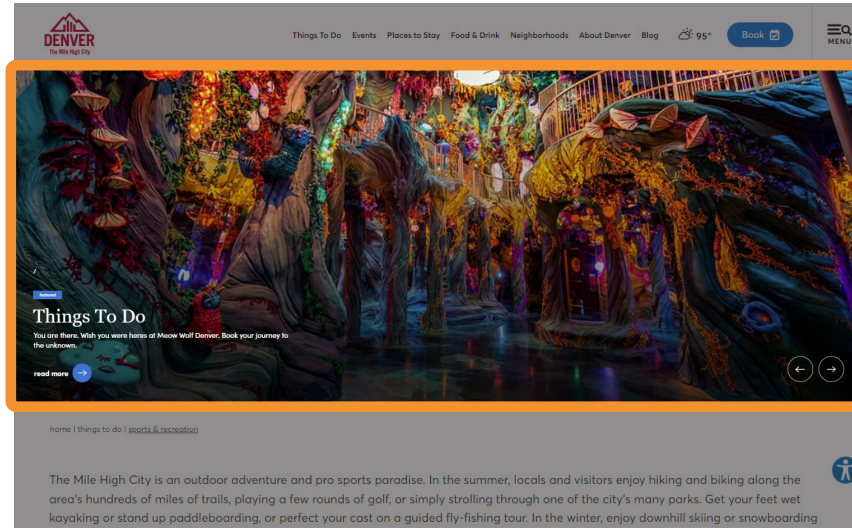 DENVER
The Mile High City
Things To Do Events Places to Stay Food & Drink Neighborhoods About Denver Blog 95° Book MENU
/
featured
Things To Do
You are there. Wish you were heres at Meow Wolf Denver. Book your journey to
the unknown.
read more
home | things to do | sports & recreation
The Mile High City is an outdoor adventure and pro sports paradise. In the summer, locals and visitors enjoy hiking and biking along the
area's hundreds of miles of trails, playing a few rounds of golf, or simply strolling through one of the city's many parks. Get your feet wet
kayaking or stand up paddleboarding, or perfect your cast on a guided fly-fishing tour. In the winter, enjoy downhill skiing or snowboarding